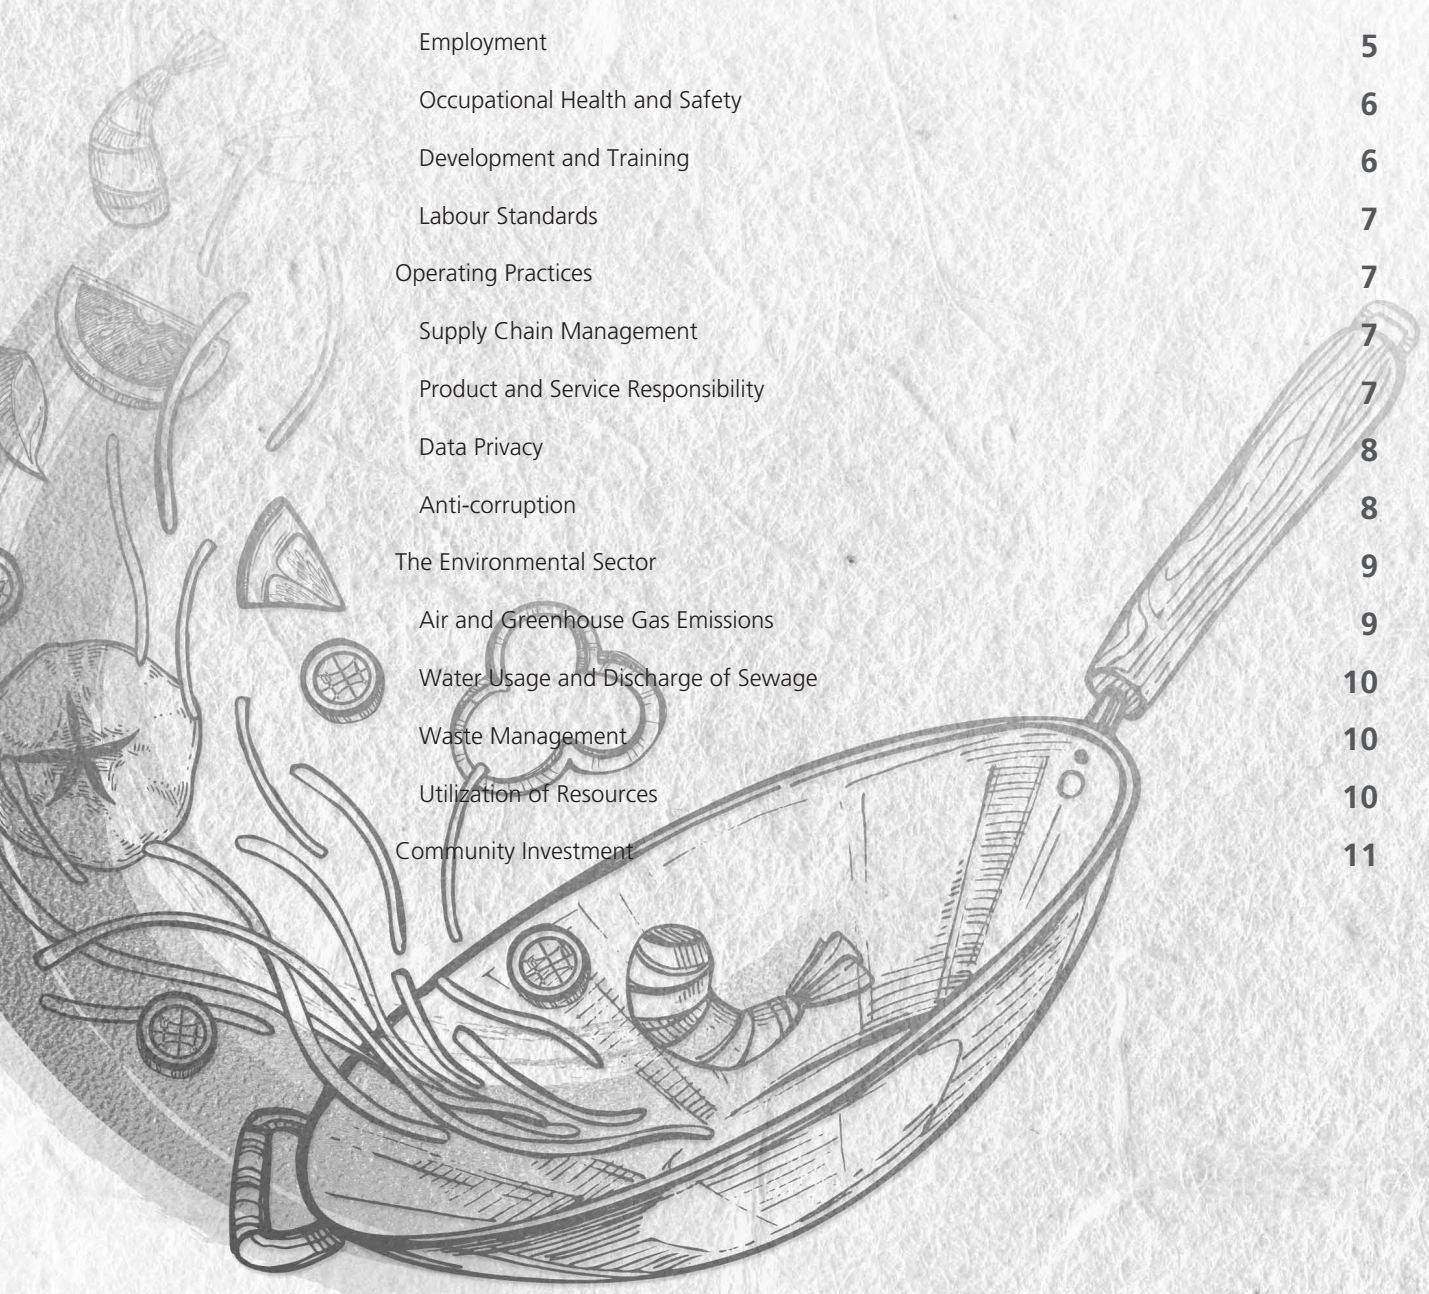 Employment 5
Occupational Health and Safety 6
Development and Training 6
Labour Standards 7
Operating Practices 7
Supply Chain Management 7
Product and Service Responsibility 7
Data Privacy 8
Anti-corruption 8
The Environmental Sector 9
Air and Greenhouse Gas Emissions 9
Water Usage and Discharge of Sewage 10
Waste Management 10
Utilization of Resources 10
Community Investment 11